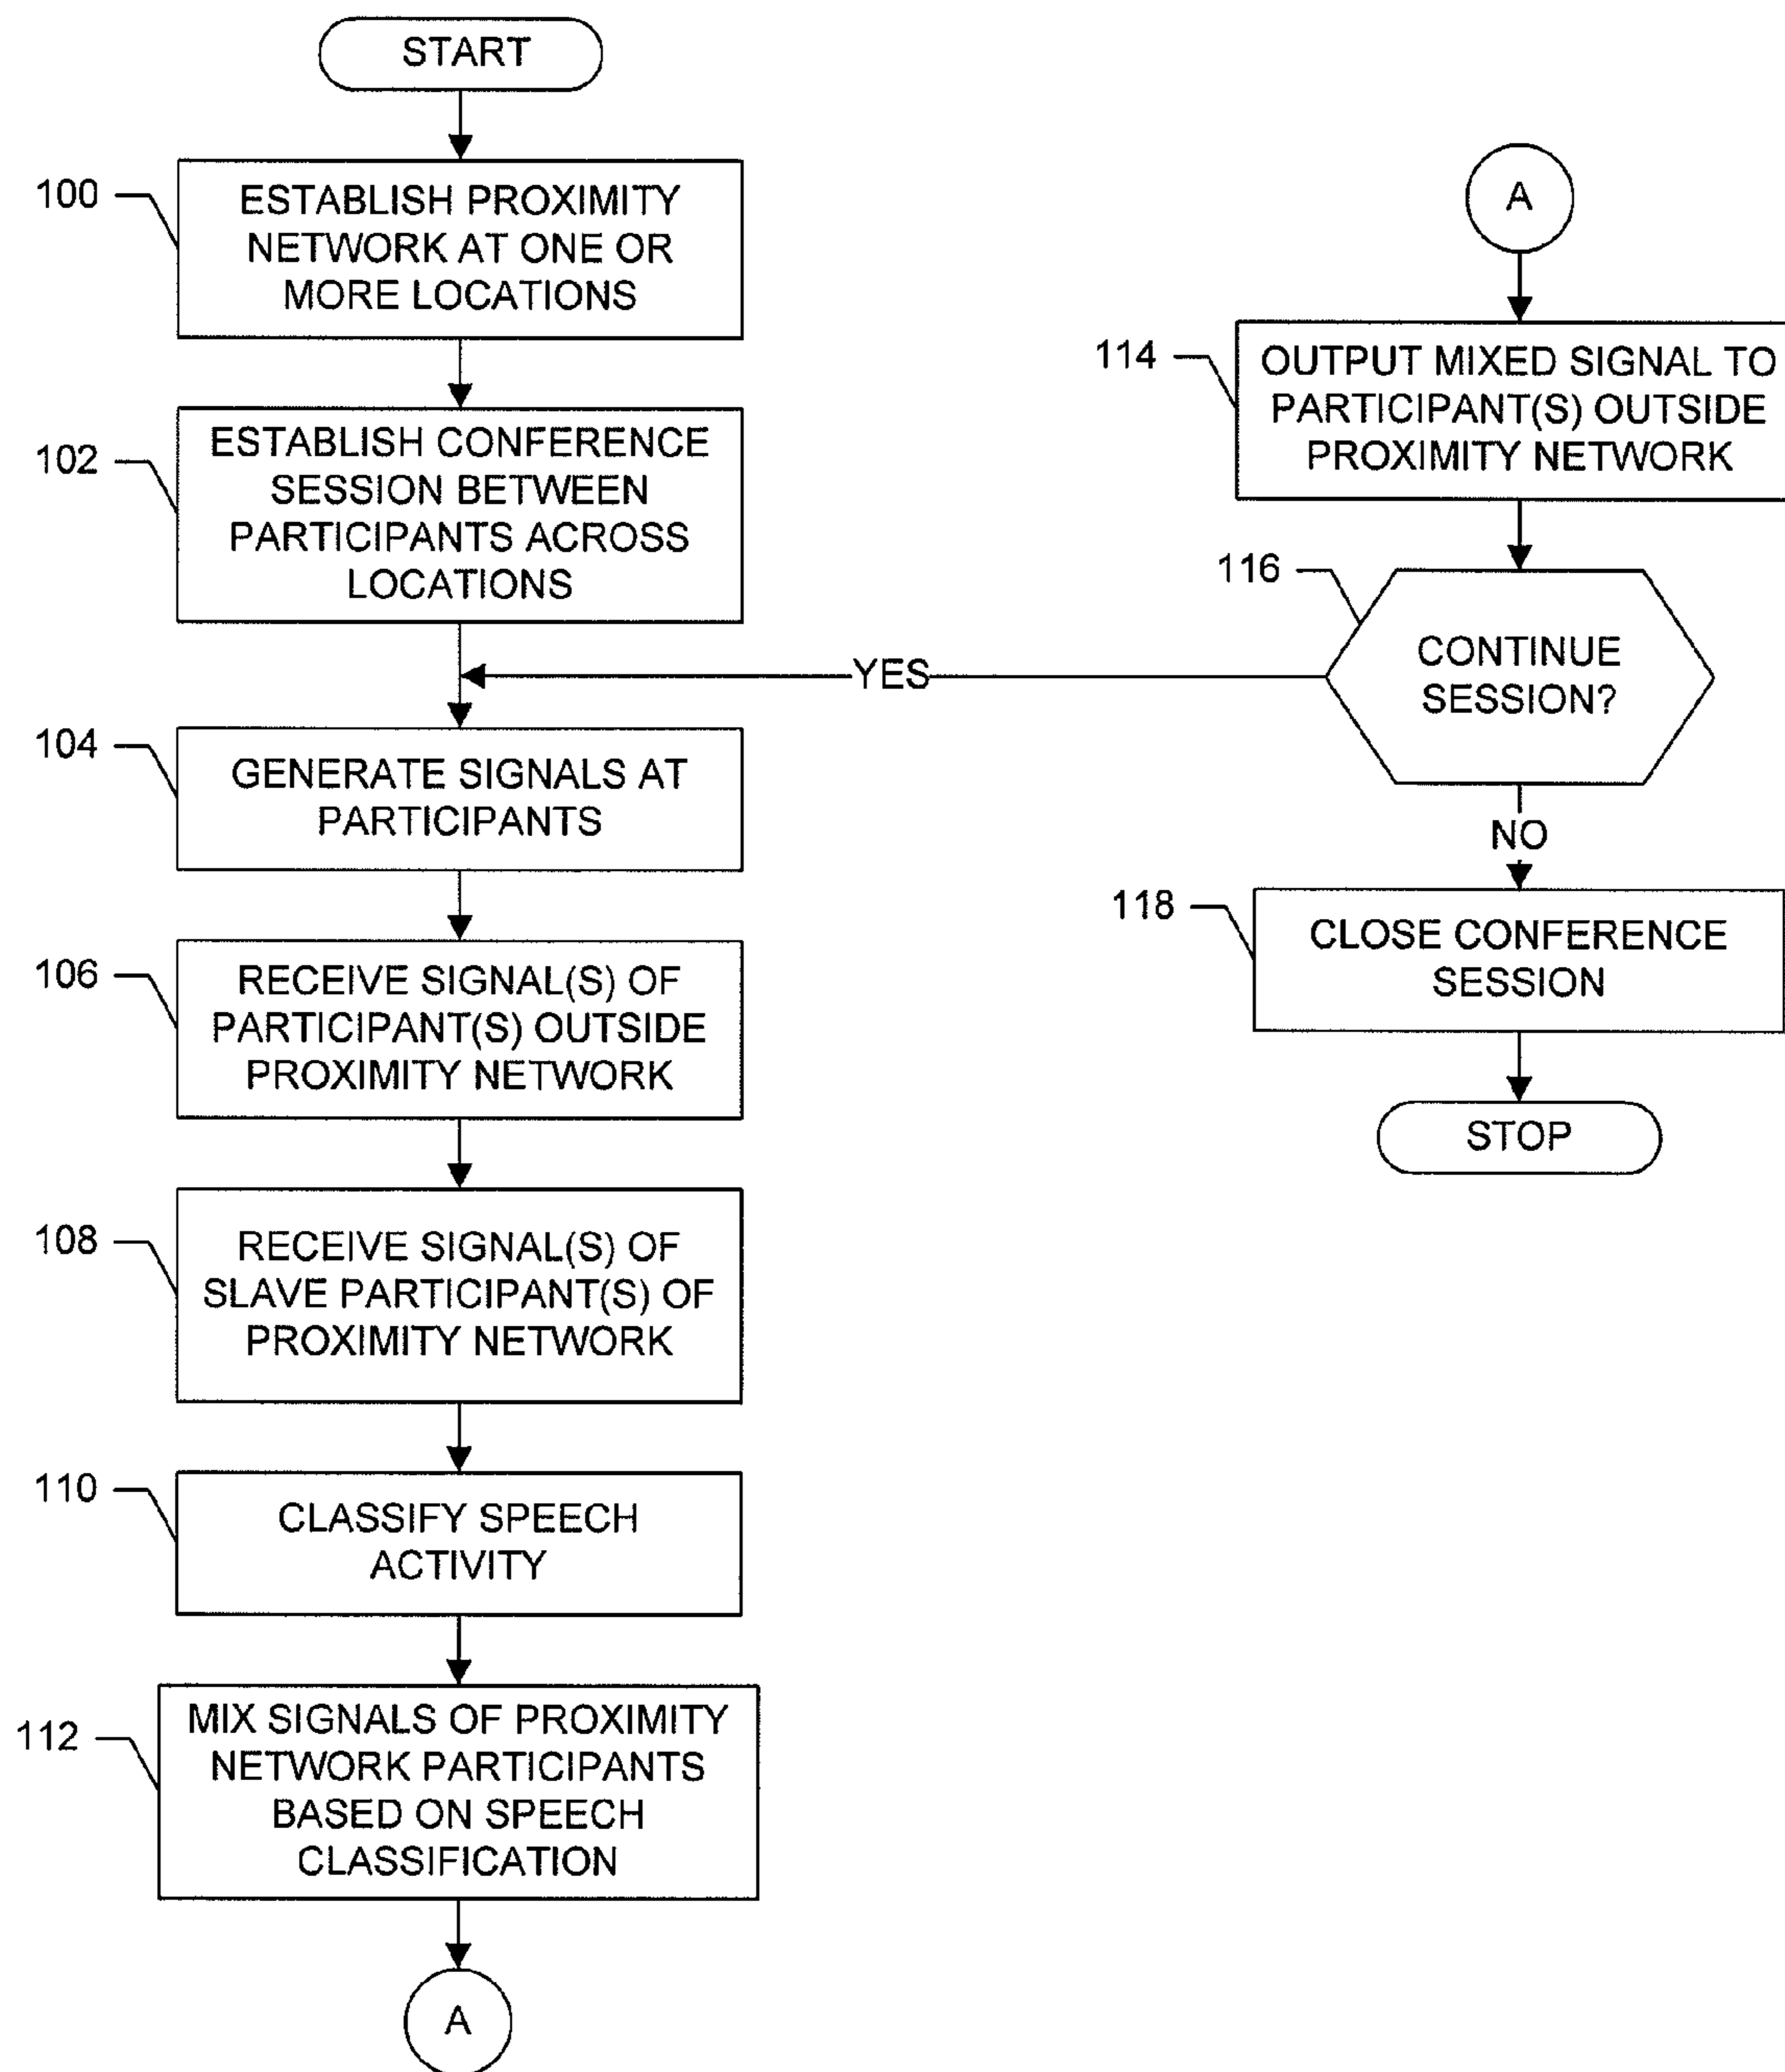 START
100
ESTABLISH PROXIMITY
NETWORK AT ONE OR
MORE LOCATIONS
102
ESTABLISH CONFERENCE
SESSION BETWEEN
PARTICIPANTS ACROSS
LOCATIONS
104
GENERATE SIGNALS AT
PARTICIPANTS
106
RECEIVE SIGNAL(S) OF
PARTICIPANT(S) OUTSIDE
PROXIMITY NETWORK
108
RECEIVE SIGNAL(S) OF
SLAVE PARTICIPANT(S) OF
PROXIMITY NETWORK
110
CLASSIFY SPEECH
ACTIVITY
112
MIX SIGNALS OF PROXIMITY
NETWORK PARTICIPANTS
BASED ON SPEECH
CLASSIFICATION
A
A
114
OUTPUT MIXED SIGNAL TO
PARTICIPANT(S) OUTSIDE
PROXIMITY NETWORK
116
CONTINUE
SESSION?
YES
NO
118
CLOSE CONFERENCE
SESSION
STOP